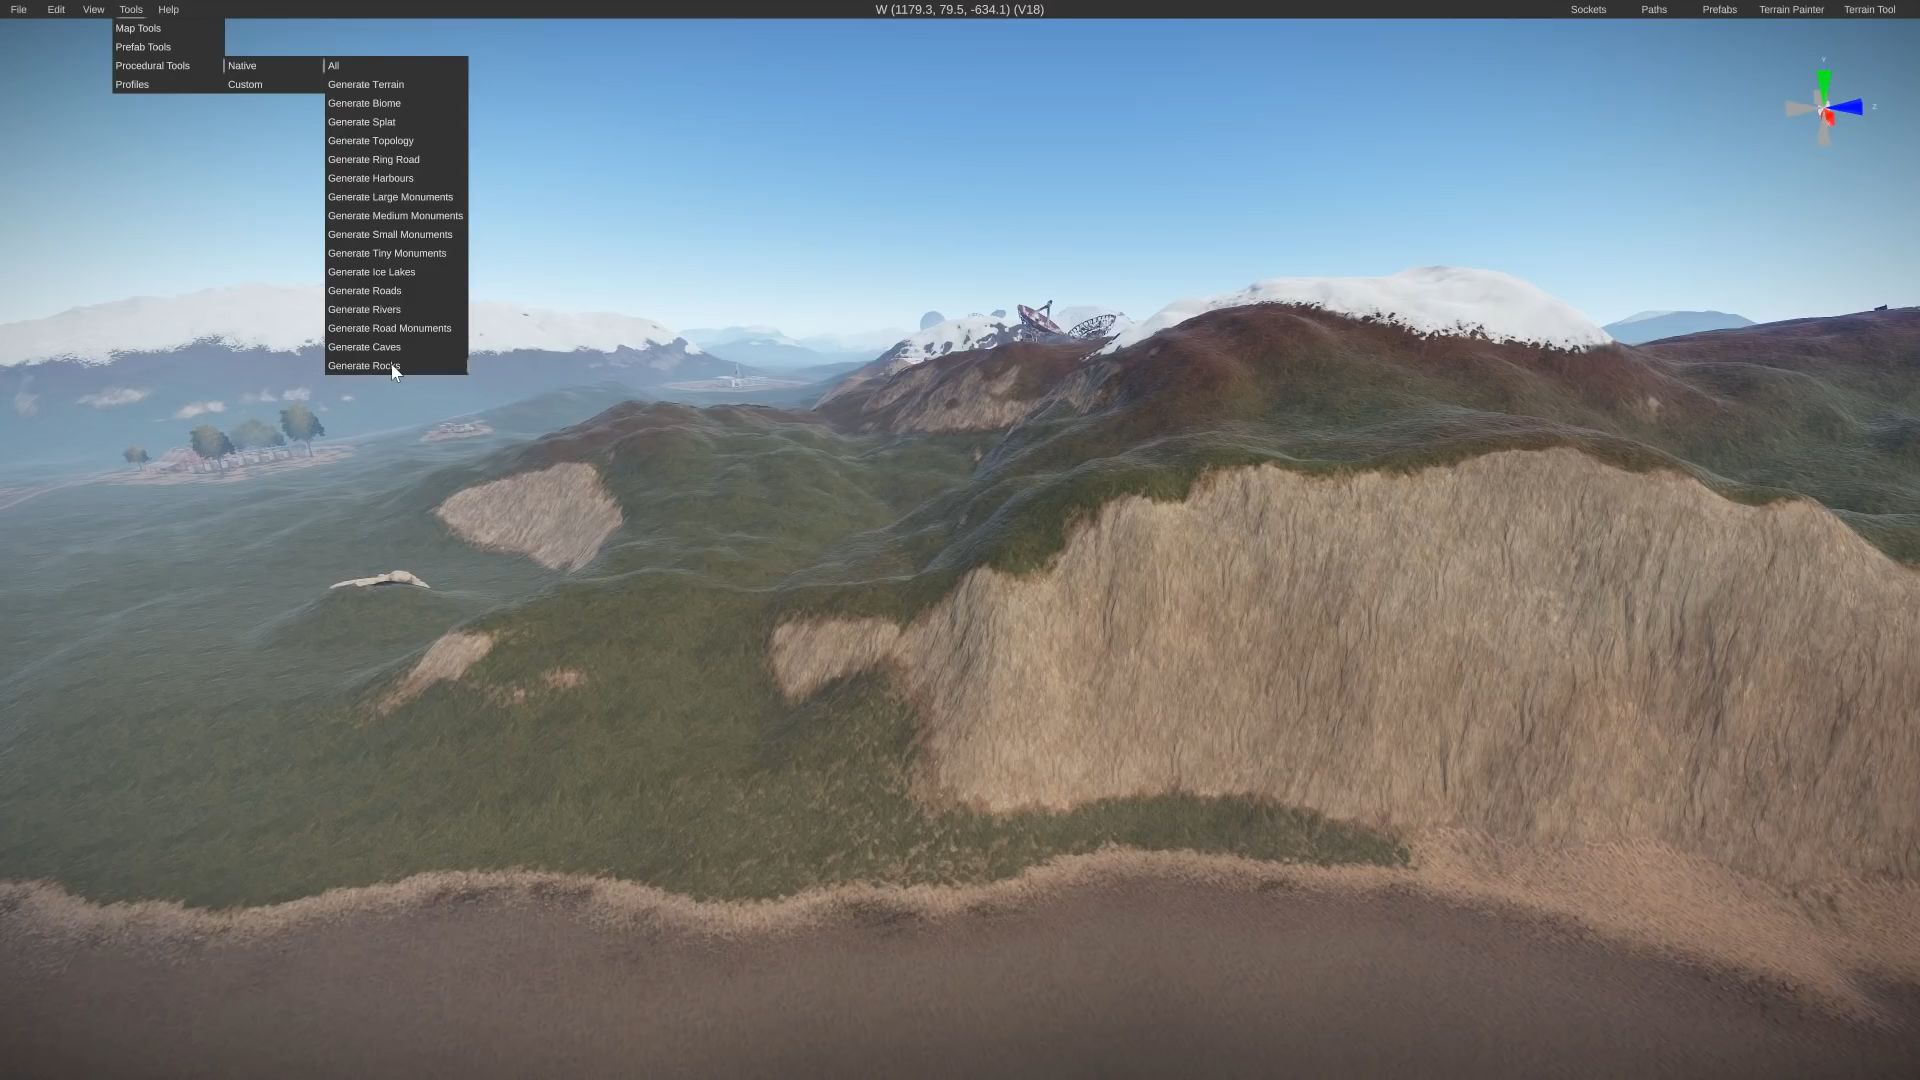 File Edit View Tools Help W (1179.3, 79.5, -634.1) (V18) Sockets Paths Prefabs Terrain Painter Terrain Tool
Map Tools
Prefab Tools
Procedural Tools Native All
Profiles Custom Generate Terrain
Generate Biome
Generate Splat
Generate Topology
Generate Ring Road
Generate Harbours
Generate Large Monuments
Generate Medium Monuments
Generate Small Monuments
Generate Tiny Monuments
Generate Ice Lakes
Generate Roads
Generate Rivers
Generate Road Monuments
Generate Caves
Generate Rocks
Y
Z